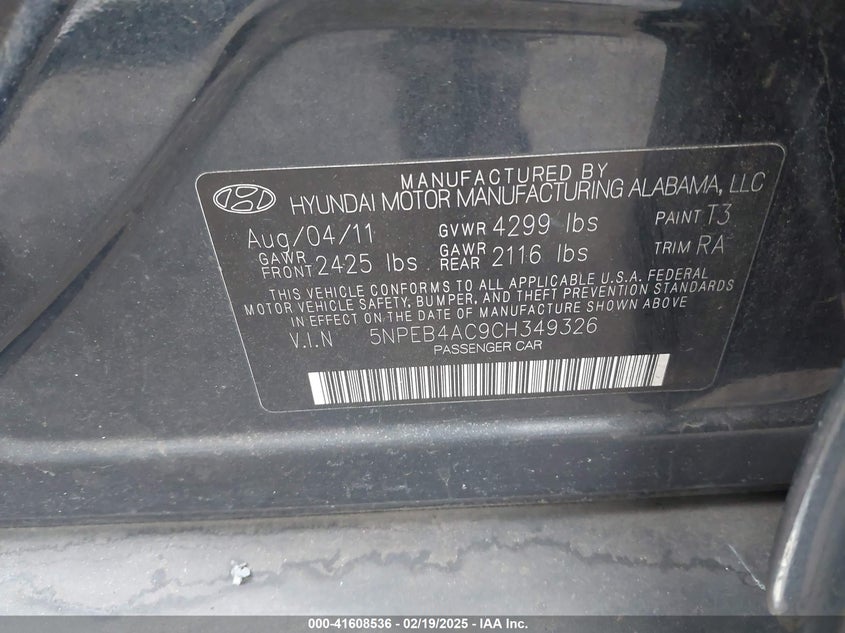 MANUFACTURED BY
HYUNDAI MOTOR MANUFACTURING ALABAMA, LLC
Aug/04/11 GVWR 4299 lbs PAINT T3
GAWR FRONT 2425 lbs GAWR REAR 2116 lbs TRIM RA
THIS VEHICLE CONFORMS TO ALL APPLICABLE U.S.A. FEDERAL
MOTOR VEHICLE SAFETY, BUMPER, AND THEFT PREVENTION STANDARDS
IN EFFECT ON THE DATE OF MANUFACTURE SHOWN ABOVE
V.I.N 5NPEB4AC9CH349326
PASSENGER CAR
000-41608536 - 02/19/2025 - IAA Inc.